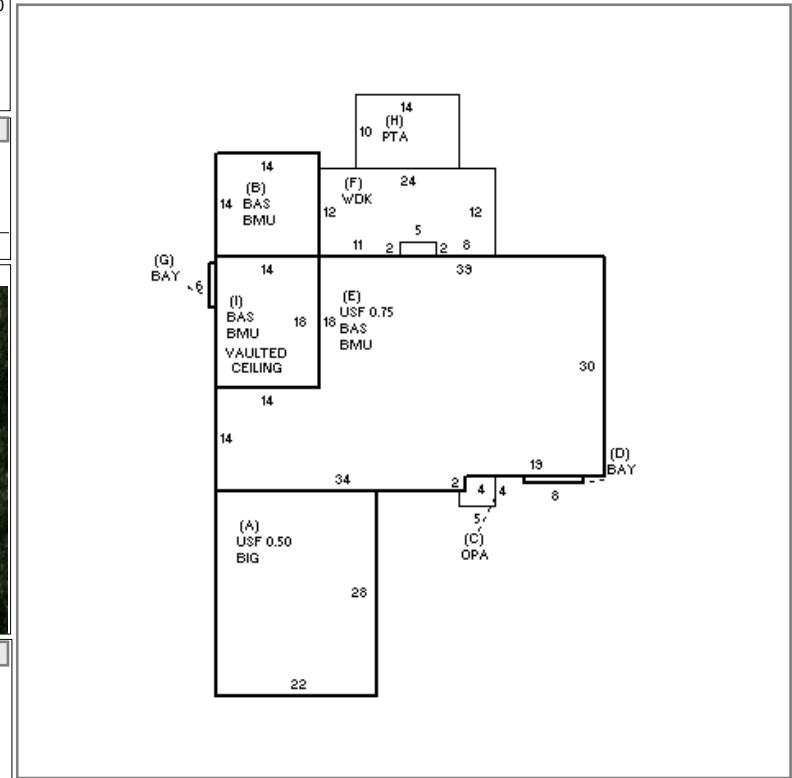 14
(H)
10 PTA
14
(B)
14 BAS
BMU
(F)
WDK
24
12
12
5
11
2
2
8
(G)
BAY
6
14
39
(I)
BAS
BMU
18
VAULTED
CEILING
18
(E)
USF 0.75
BAS
BMU
30
14
14
34
2
19
(D)
BAY
4
4
8
5
(C)
OPA
(A)
USF 0.50
BIG
28
22